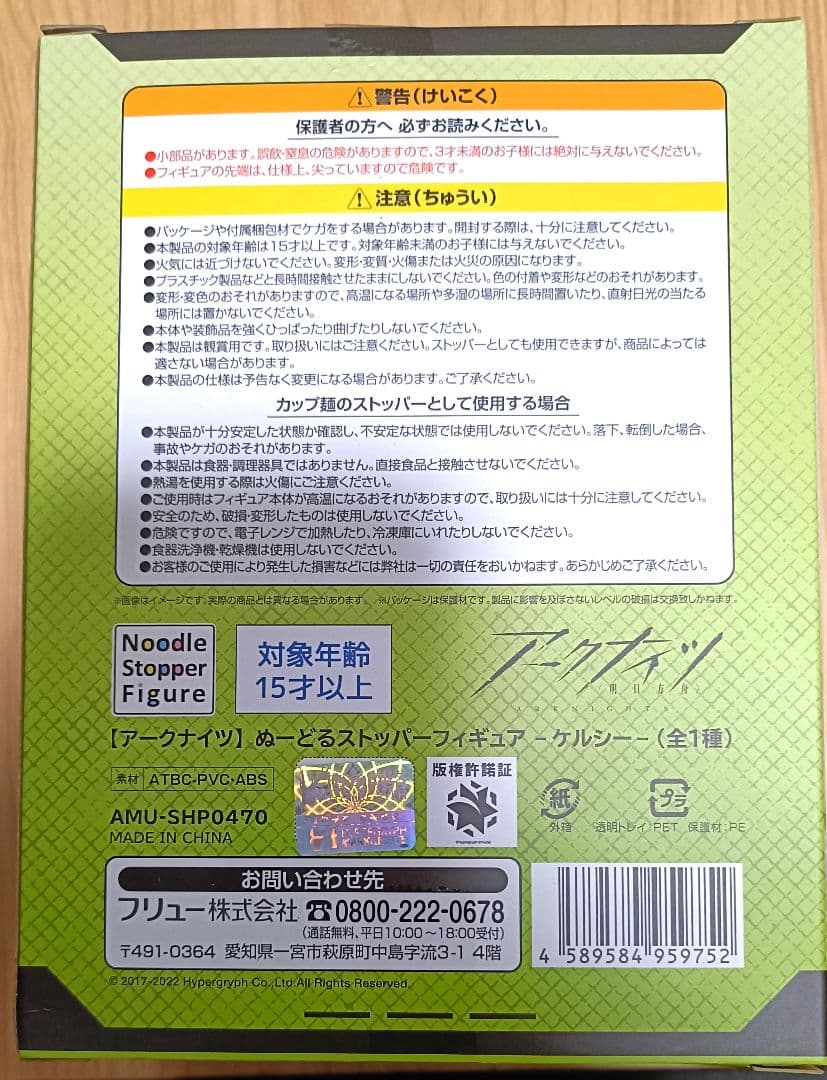 ⚠警告(けいこく)
保護者の方へ 必ずお読みください。
●小部品があります。誤飲・窒息の危険がありますので、3才未満のお子様には絶対に与えないでください。
●フィギュアの先端は、仕様上、尖っていますので危険です。
⚠注意(ちゅうい)
●パッケージや付属梱包材でケガをする場合があります。開封する際は、十分に注意してください。
●本製品の対象年齢は15才以上です。対象年齢未満のお子様には与えないでください。
●火気には近づけないでください。変形・変質・火傷または火災の原因になります。
●プラスチック製品などと長時間接触させたままにしないでください。色の付着や変形などのおそれがあります。
●変形・変色のおそれがありますので、高温になる場所や多湿の場所に長時間置いたり、直射日光の当たる
場所には置かないでください。
●本体や装飾品を強くひっぱったり曲げたりしないでください。
●本製品は観賞用です。取り扱いにはご注意ください。ストッパーとしても使用できますが、商品によっては
適さない場合があります。
●本製品の仕様は予告なく変更になる場合があります。ご了承ください。
カップ麺のストッパーとして使用する場合
●本製品が十分安定した状態か確認し、不安定な状態では使用しないでください。落下、転倒した場合、
事故やケガのおそれがあります。
●本製品は食器・調理器具ではありません。直接食品と接触させないでください。
●熱湯を使用する際は火傷にご注意ください。
●ご使用時はフィギュア本体が高温になるおそれがありますので、取り扱いには十分に注意してください。
●安全のため、破損・変形したものは使用しないでください。
●危険ですので、電子レンジで加熱したり、冷凍庫にいれたりしないでください。
●食器洗浄機・乾燥機は使用しないでください。
●お客様のご使用により発生した損害などには弊社は一切の責任をおいかねます。あらかじめご了承ください。
※画像はイメージです。実際の商品とは異なる場合があります。 ※パッケージは保護材です。製品に影響を及ぼさないレベルの破損は交換致しかねます。
Noodle
Stopper
Figure
対象年齢
15才以上
アークナイツ
明日方舟
ARKNIGHTS
【アークナイツ】ぬーどるストッパーフィギュア −ケルシー−(全1種)
素材 ATBC-PVC・ABS
版権許諾証
紙
外箱
プラ
透明トレイ:PET 保護材:PE
AMU-SHP0470
MADE IN CHINA
お問い合わせ先
フリュー株式会社 ☎0800-222-0678
(通話無料、平日10:00〜18:00受付)
〒491-0364 愛知県一宮市萩原町中島字流3-1 4階
4 589584 959752
© 2017-2022 Hypergryph Co.,Ltd.All Rights Reserved.